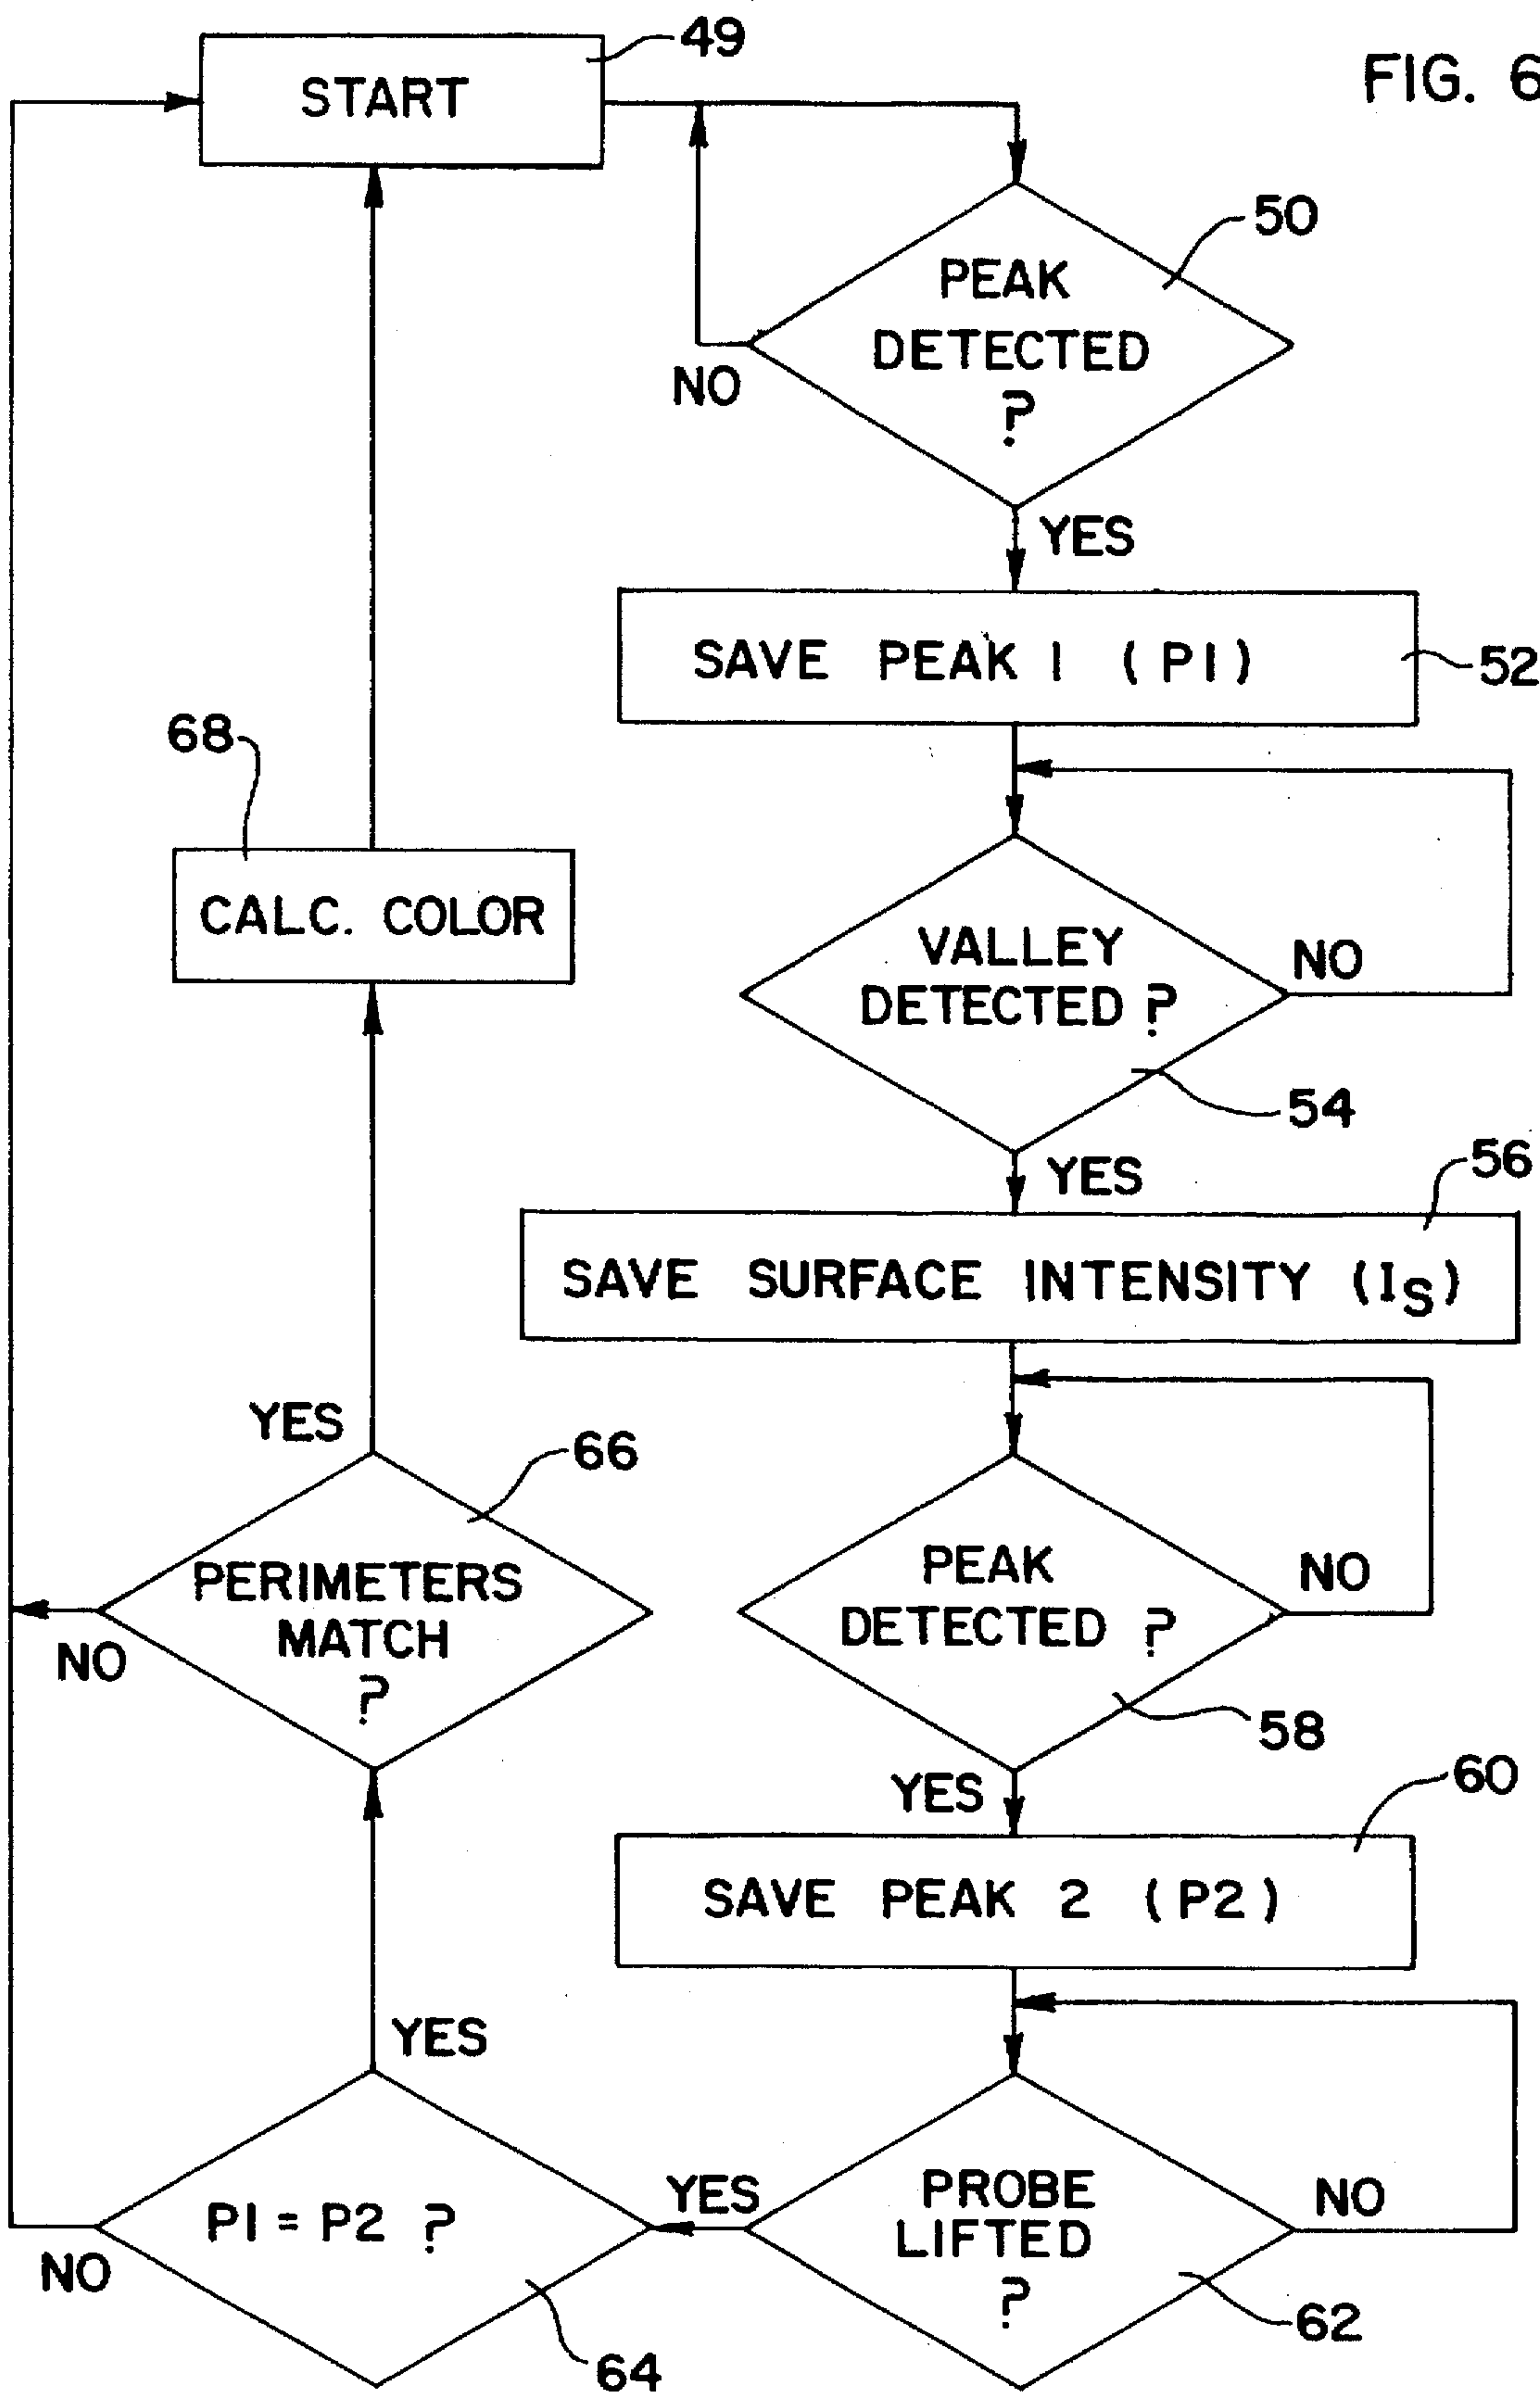 FIG. 6
49
START
50
PEAK
DETECTED
?
NO
YES
SAVE PEAK 1 (P1)
52
68
CALC. COLOR
VALLEY
DETECTED ?
NO
54
YES
56
SAVE SURFACE INTENSITY (IS)
YES
66
PERIMETERS
MATCH
?
NO
PEAK
DETECTED ?
NO
58
YES
60
SAVE PEAK 2 (P2)
YES
P1 = P2 ?
NO
64
YES
PROBE
LIFTED
?
NO
62